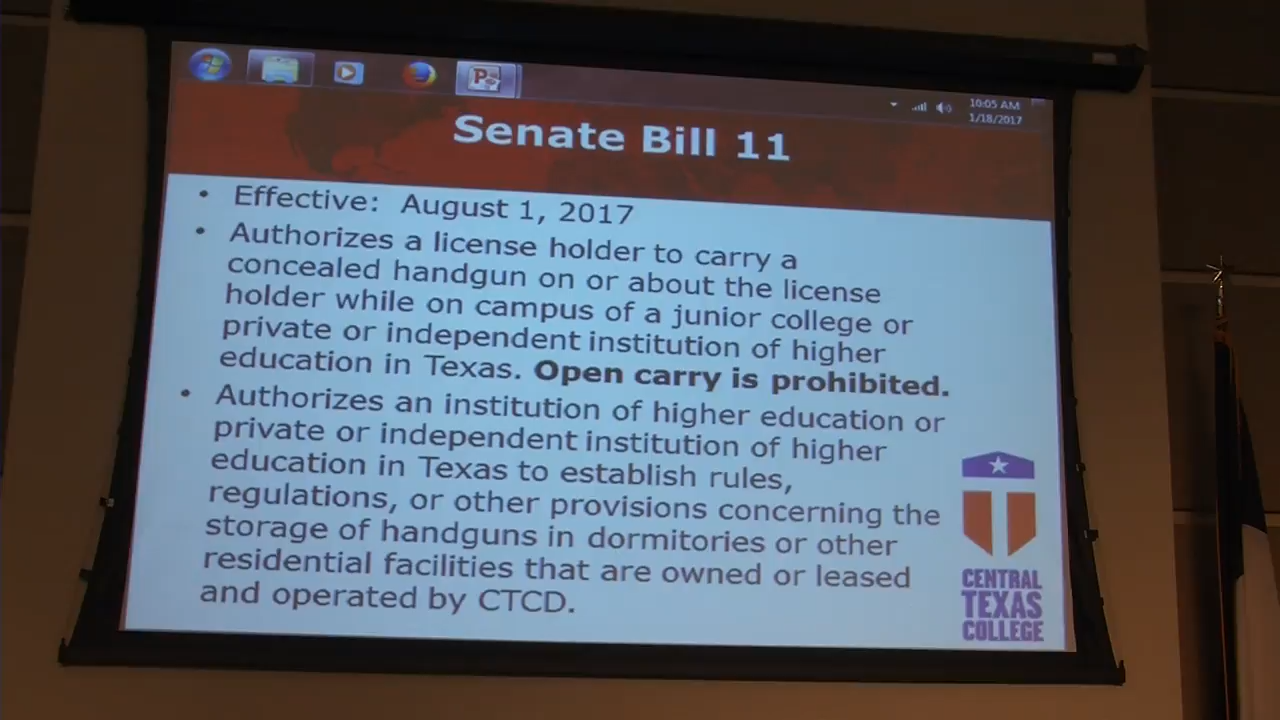 10:05 AM
1/18/2017
Senate Bill 11
• Effective: August 1, 2017
• Authorizes a license holder to carry a
concealed handgun on or about the license
holder while on campus of a junior college or
private or independent institution of higher
education in Texas. Open carry is prohibited.
• Authorizes an institution of higher education or
private or independent institution of higher
education in Texas to establish rules,
regulations, or other provisions concerning the
storage of handguns in dormitories or other
residential facilities that are owned or leased
and operated by CTCD.
CENTRAL
TEXAS
COLLEGE